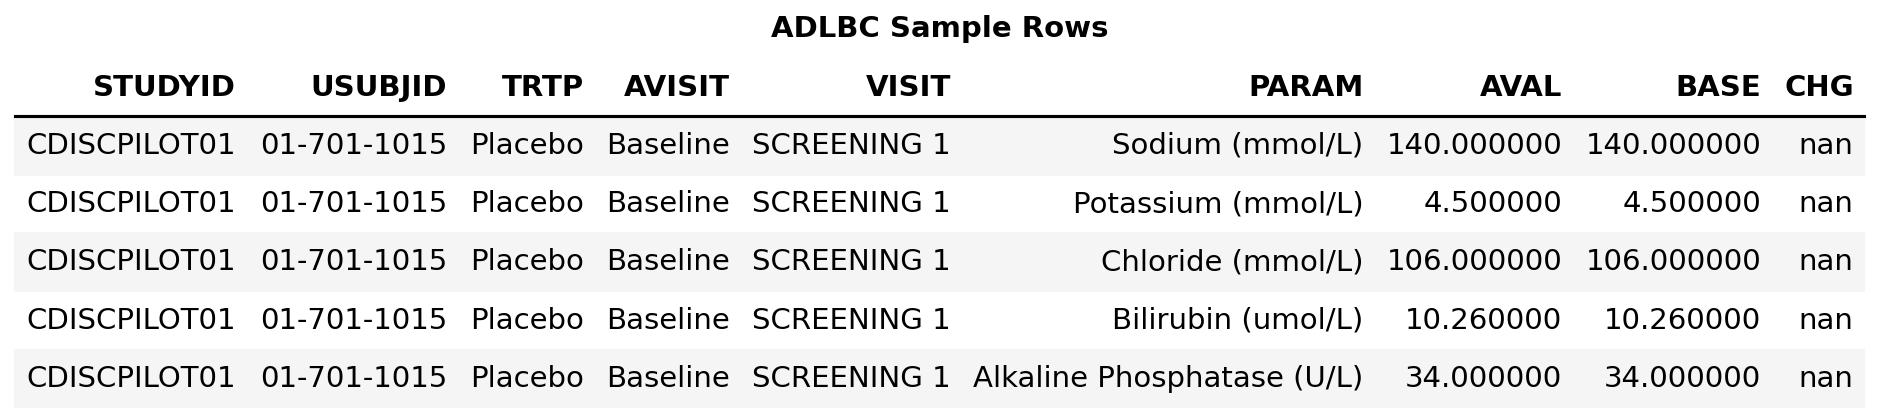 ADLBC Sample Rows
STUDYID USUBJID TRTP AVISIT VISIT PARAM AVAL BASE CHG
CDISCPILOT01 01-701-1015 Placebo Baseline SCREENING 1 Sodium (mmol/L) 140.000000 140.000000 nan
CDISCPILOT01 01-701-1015 Placebo Baseline SCREENING 1 Potassium (mmol/L) 4.500000 4.500000 nan
CDISCPILOT01 01-701-1015 Placebo Baseline SCREENING 1 Chloride (mmol/L) 106.000000 106.000000 nan
CDISCPILOT01 01-701-1015 Placebo Baseline SCREENING 1 Bilirubin (umol/L) 10.260000 10.260000 nan
CDISCPILOT01 01-701-1015 Placebo Baseline SCREENING 1 Alkaline Phosphatase (U/L) 34.000000 34.000000 nan